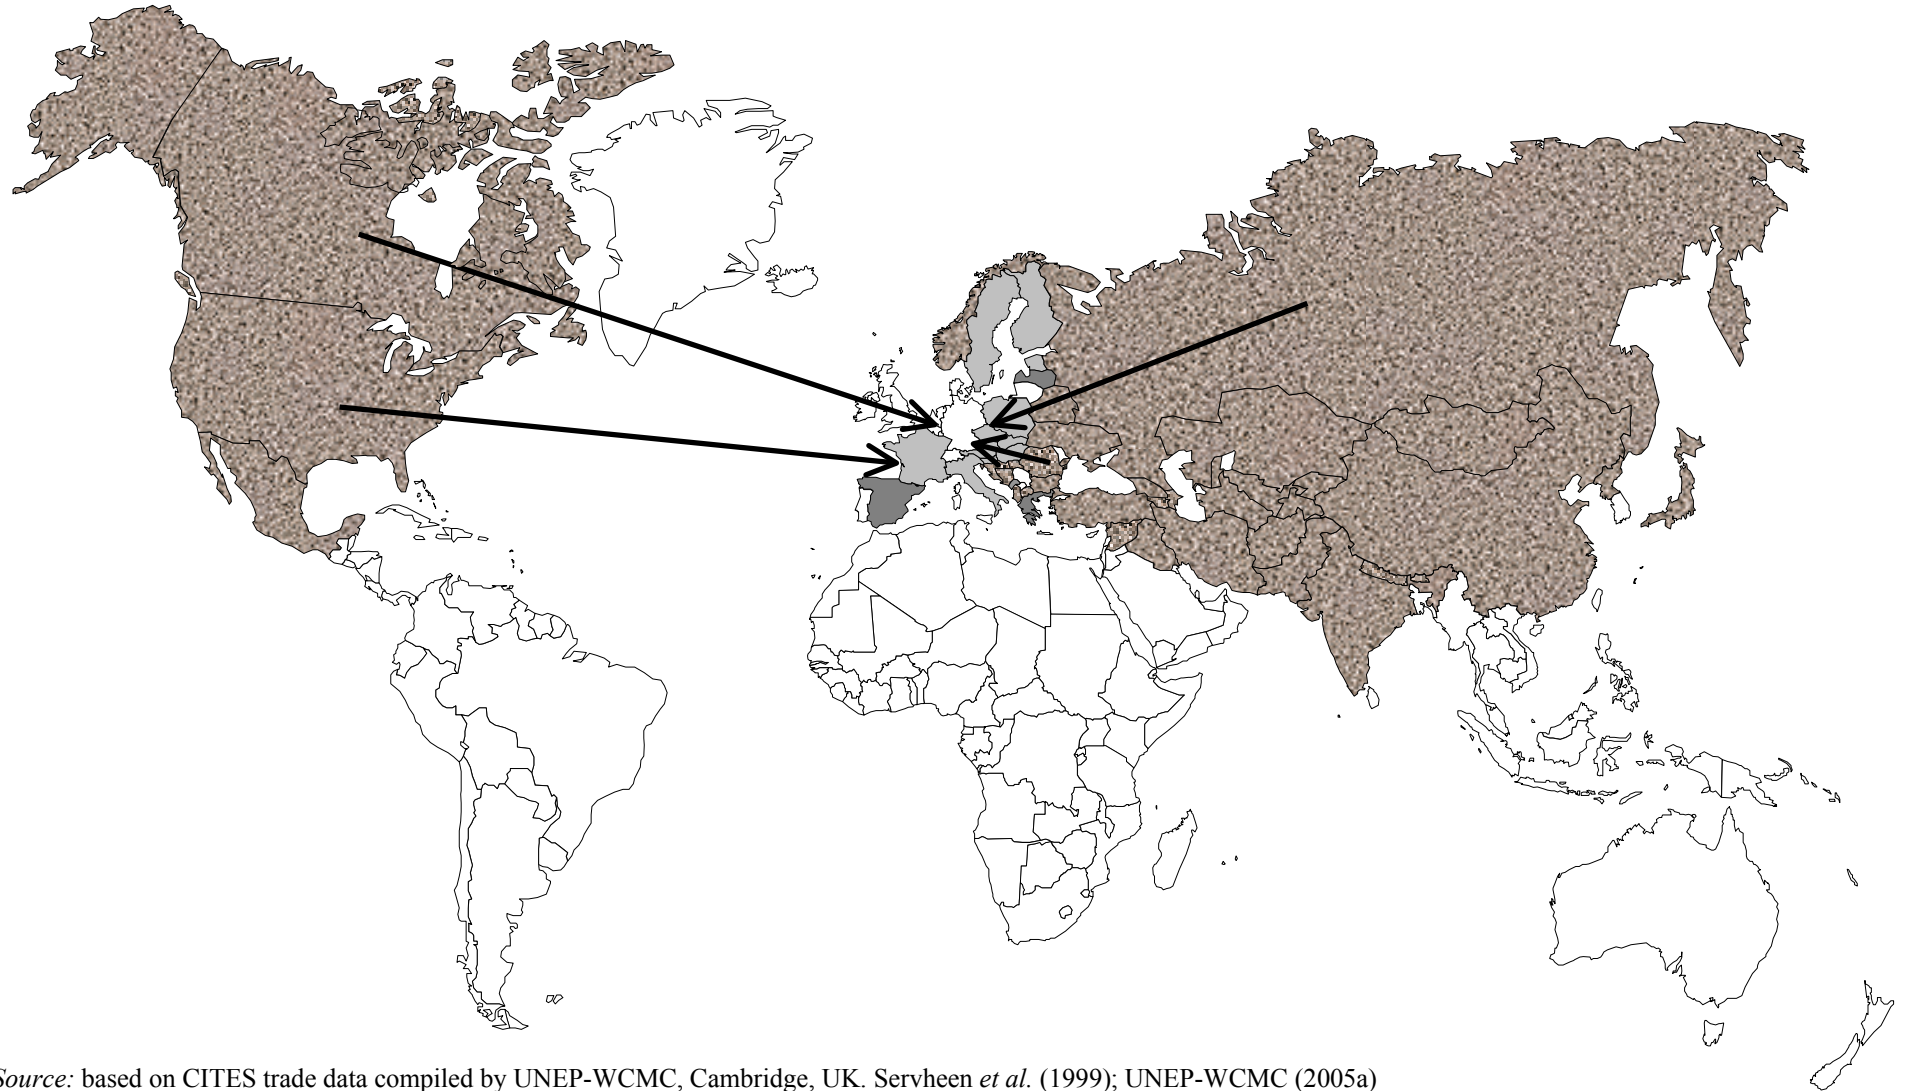 Source: based on CITES trade data compiled by UNEP-WCMC, Cambridge, UK. Servheen et al. (1999); UNEP-WCMC (2005a)